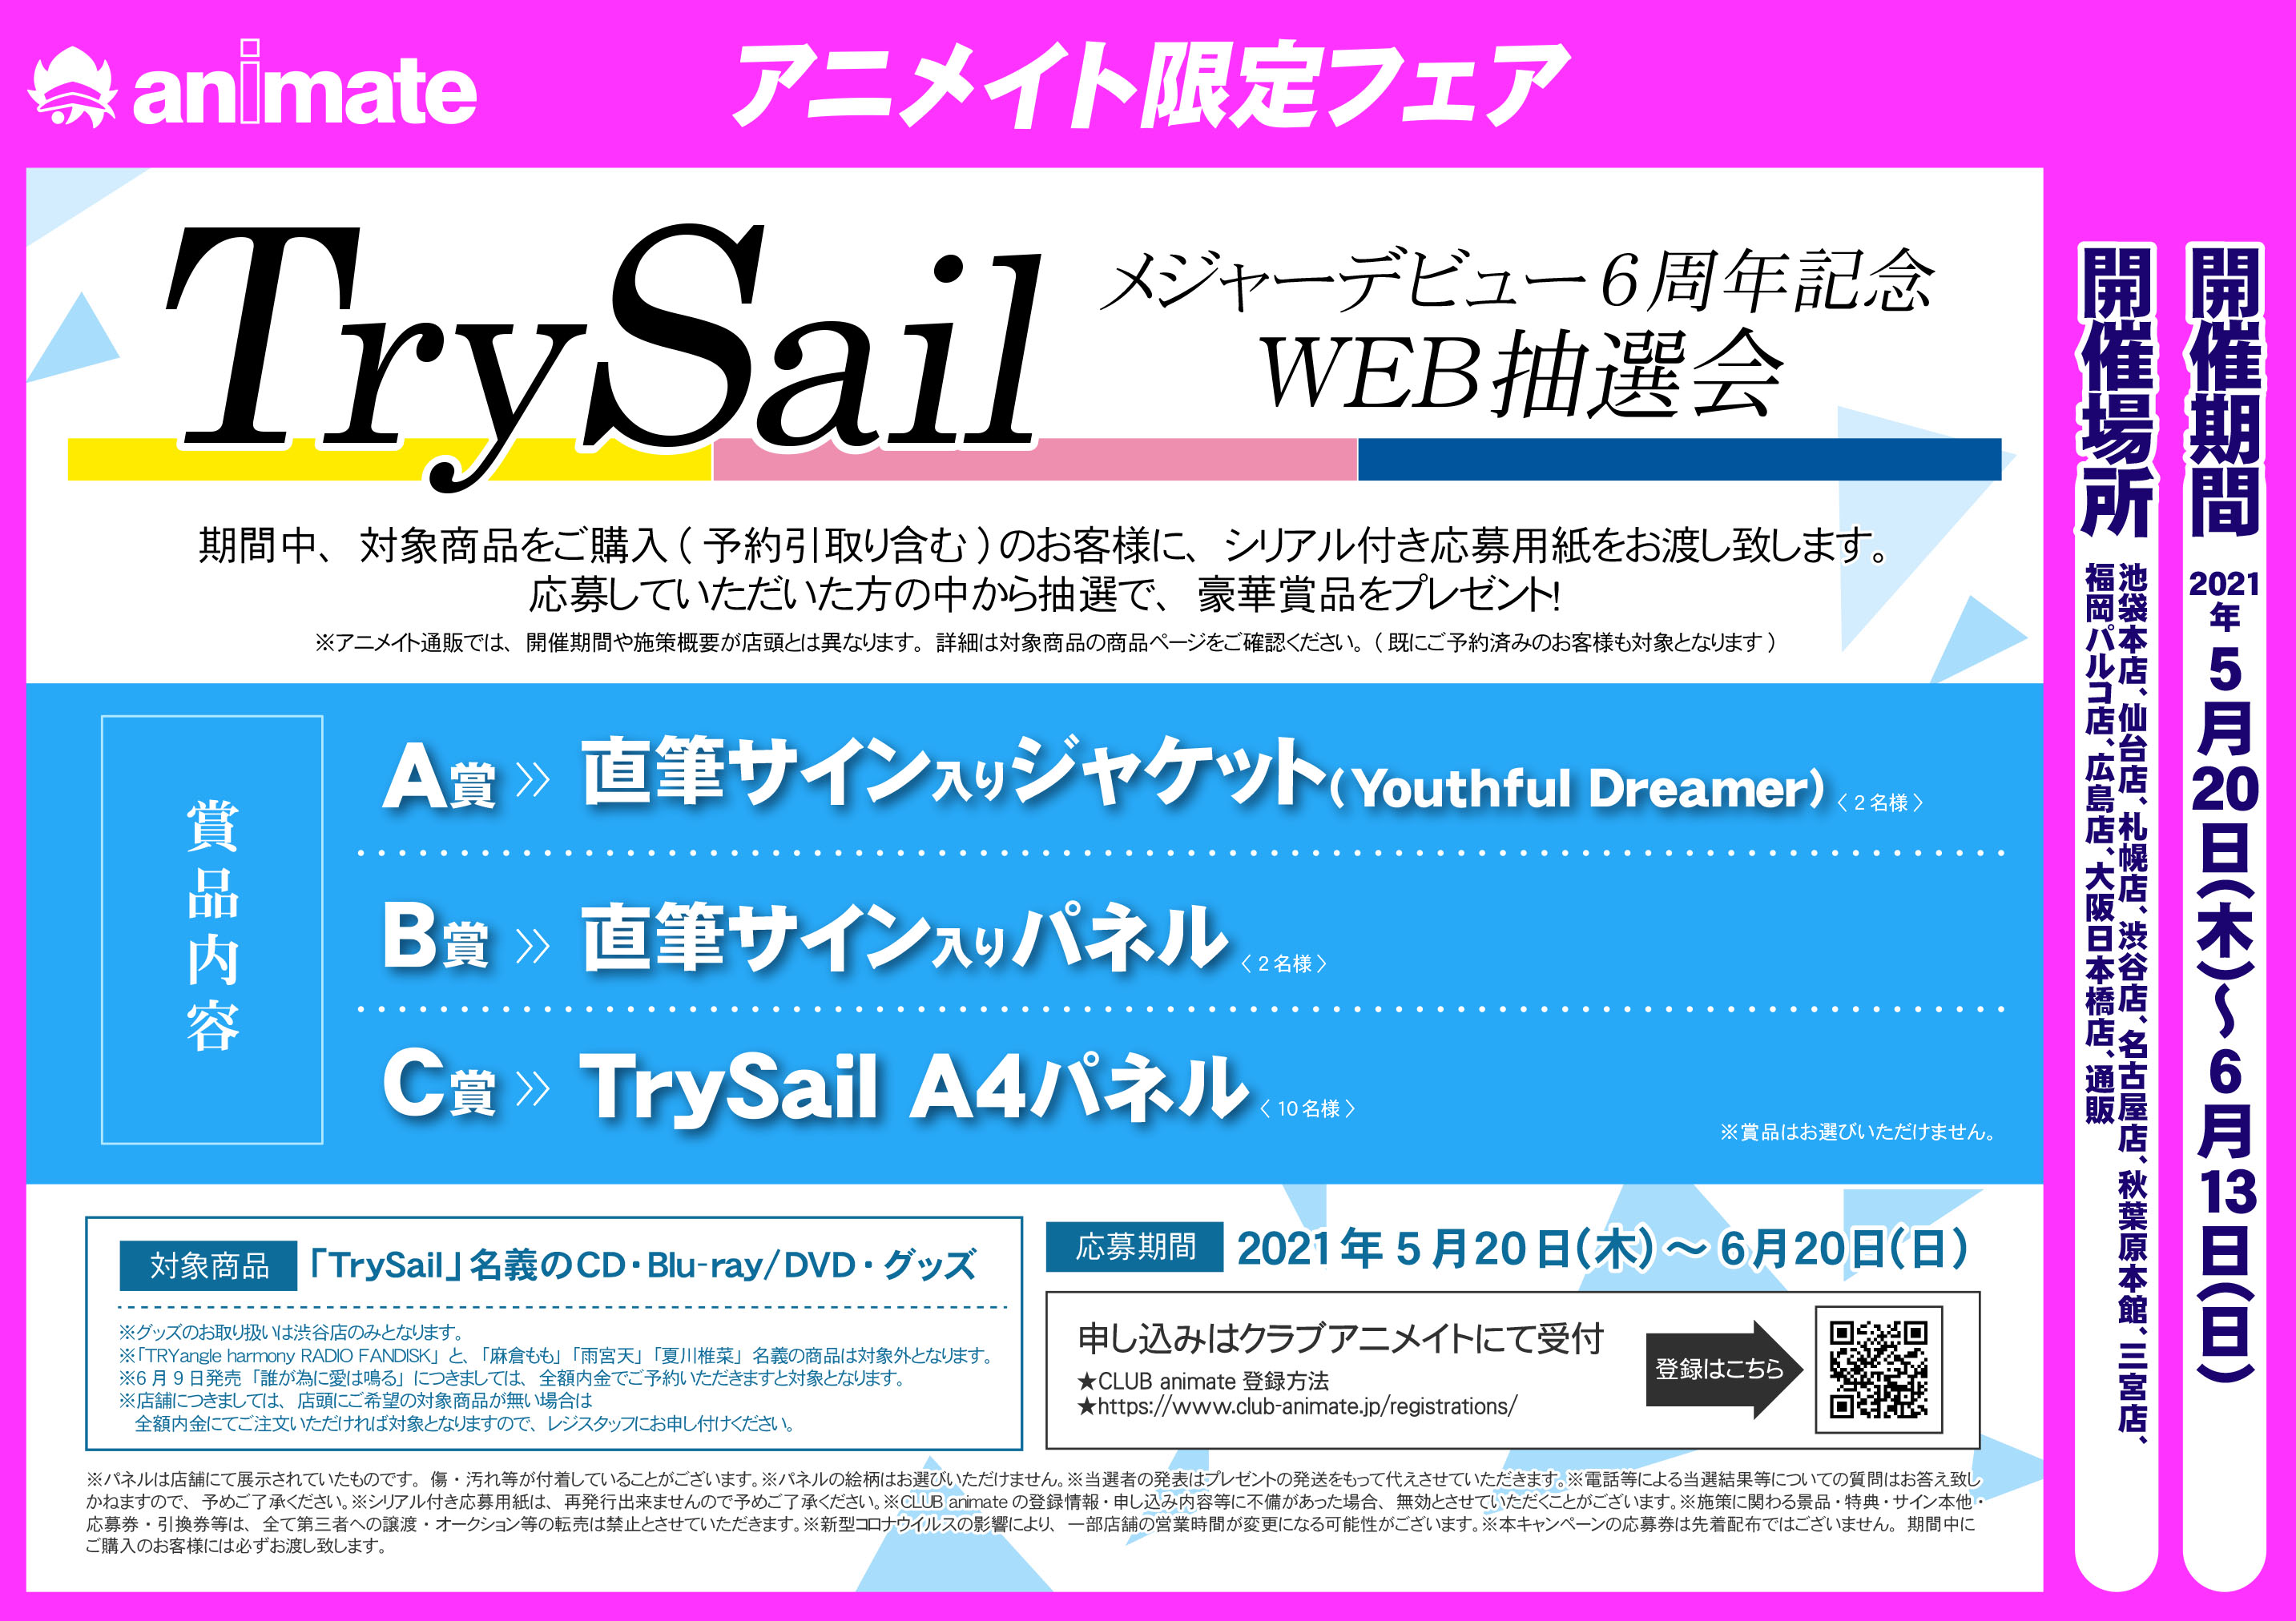 animate
アニメイト限定フェア
TrySail
メジャーデビュー6周年記念
WEB抽選会
期間中、対象商品をご購入(予約引取り含む)のお客様に、シリアル付き応募用紙をお渡し致します。
応募していただいた方の中から抽選で、豪華賞品をプレゼント!
※アニメイト通販では、開催期間や施策概要が店頭とは異なります。詳細は対象商品の商品ページをご確認ください。(既にご予約済みのお客様も対象となります)
賞品内容
A賞 》 直筆サイン入りジャケット(Youthful Dreamer)〈2名様〉
B賞 》 直筆サイン入りパネル〈2名様〉
C賞 》 TrySail A4パネル〈10名様〉
※賞品はお選びいただけません。
対象商品 「TrySail」名義のCD・Blu-ray/DVD・グッズ
※グッズのお取り扱いは渋谷店のみとなります。
※「TRYangle harmony RADIO FANDISK」と、「麻倉もも」「雨宮天」「夏川椎菜」名義の商品は対象外となります。
※6月9日発売「誰が為に愛は鳴る」につきましては、全額内金でご予約いただきますと対象となります。
※店舗につきましては、店頭にご希望の対象商品が無い場合は
全額内金にてご注文いただければ対象となりますので、レジスタッフにお申し付けください。
応募期間 2021年5月20日(木)〜6月20日(日)
申し込みはクラブアニメイトにて受付
★CLUB animate 登録方法
★https://www.club-animate.jp/registrations/
登録はこちら
※パネルは店舗にて展示されていたものです。傷・汚れ等が付着していることがございます。※パネルの絵柄はお選びいただけません。※当選者の発表はプレゼントの発送をもって代えさせていただきます。※電話等による当選結果等についての質問はお答え致し
かねますので、予めご了承ください。※シリアル付き応募用紙は、再発行出来ませんので予めご了承ください。※CLUB animateの登録情報・申し込み内容等に不備があった場合、無効とさせていただくことがございます。※施策に関わる景品・特典・サイン本他・
応募券・引換券等は、全て第三者への譲渡・オークション等の転売は禁止とさせていただきます。※新型コロナウイルスの影響により、一部店舗の営業時間が変更になる可能性がございます。※本キャンペーンの応募券は先着配布ではございません。期間中に
ご購入のお客様には必ずお渡し致します。
開催期間 2021年5月20日(木)〜6月13日(日)
開催場所 池袋本店、仙台店、札幌店、渋谷店、名古屋店、秋葉原本館、三宮店、
福岡パルコ店、広島店、大阪日本橋店、通販